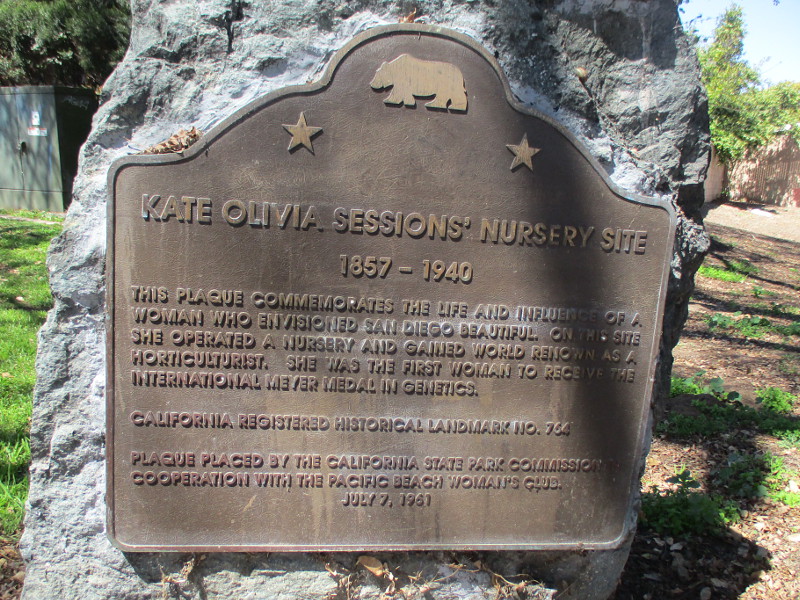 KATE OLIVIA SESSIONS' NURSERY SITE
1857 – 1940
THIS PLAQUE COMMEMORATES THE LIFE AND INFLUENCE OF A
WOMAN WHO ENVISIONED SAN DIEGO BEAUTIFUL. ON THIS SITE
SHE OPERATED A NURSERY AND GAINED WORLD RENOWN AS A
HORTICULTURIST. SHE WAS THE FIRST WOMAN TO RECEIVE THE
INTERNATIONAL MEYER MEDAL IN GENETICS.
CALIFORNIA REGISTERED HISTORICAL LANDMARK NO. 764
PLAQUE PLACED BY THE CALIFORNIA STATE PARK COMMISSION
COOPERATION WITH THE PACIFIC BEACH WOMAN'S CLUB.
JULY 7, 1961